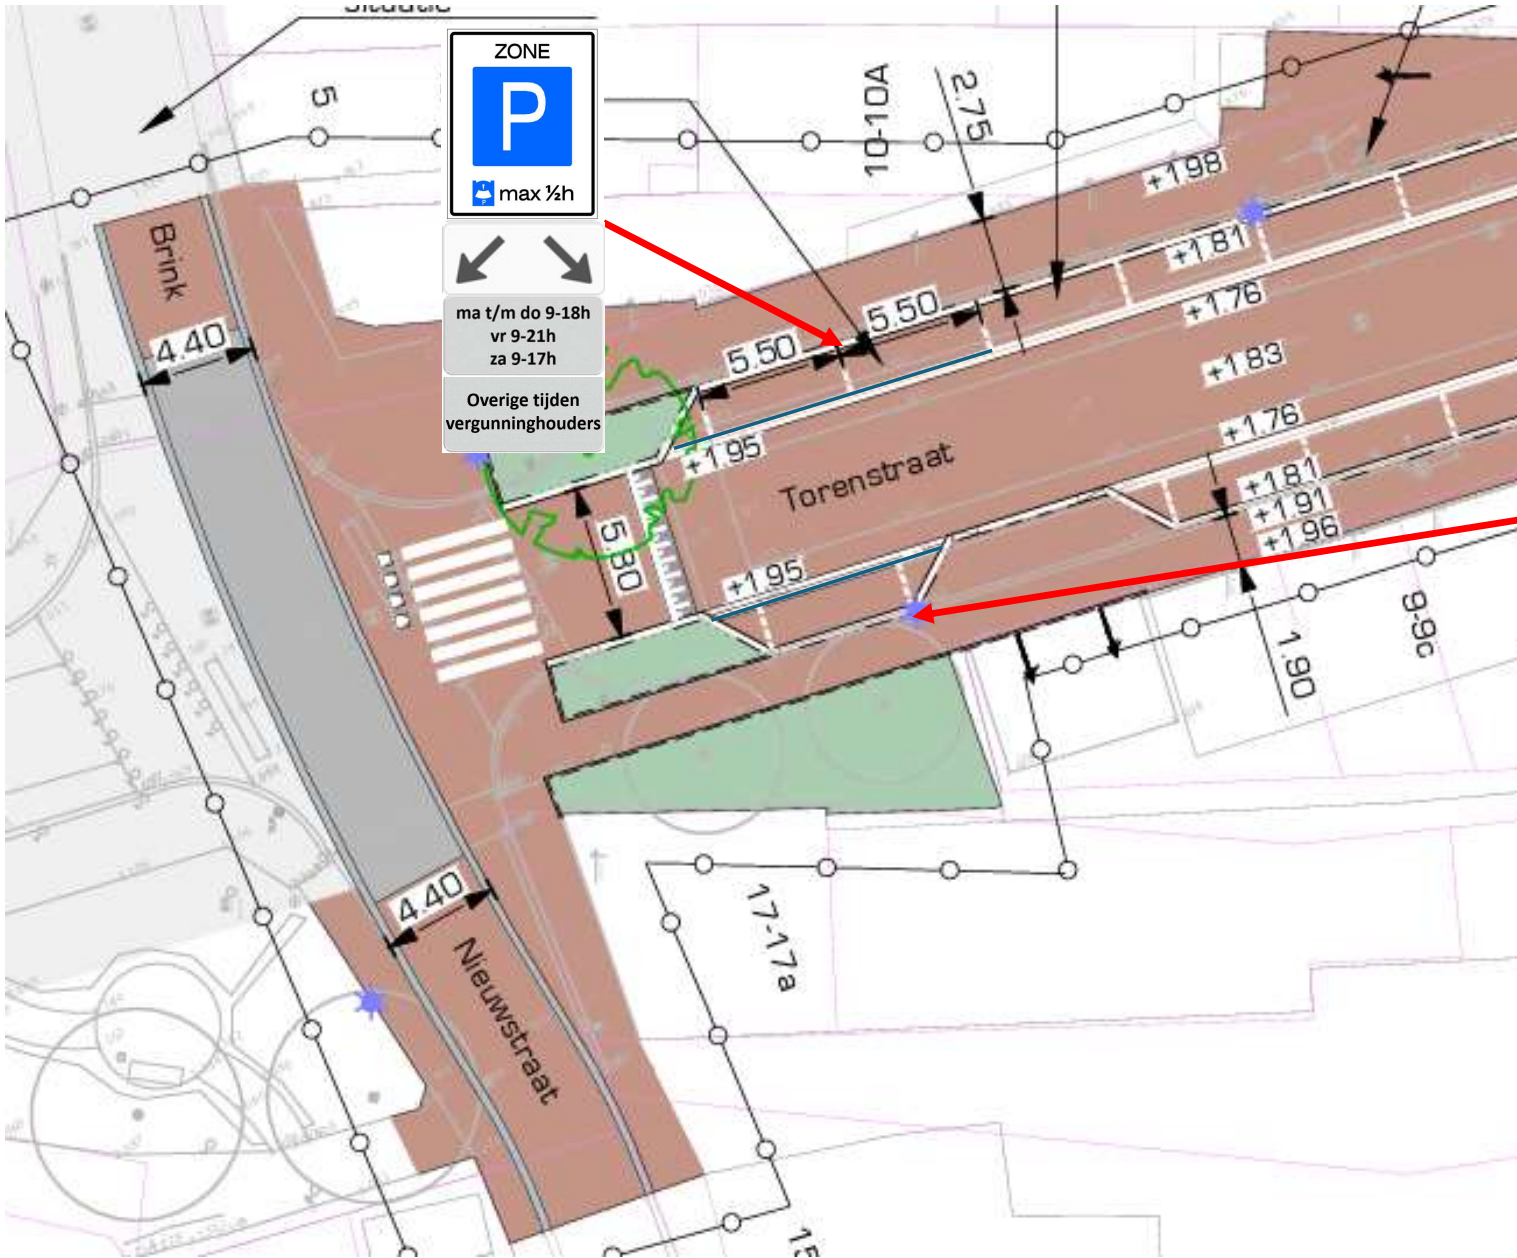 situatie
ZONE
P
max ½h
ma t/m do 9-18h
vr 9-21h
za 9-17h
Overige tijden
vergunninghouders
5
10-10A
2.75
+1.98
+1.81
+1.76
5.50
5.50
+1.83
Brink
4.40
+1.95
Torenstraat
+1.76
+1.81
+1.91
+1.96
5.80
+1.95
9-9c
1.90
4.40
17-17a
Nieuwstraat
15